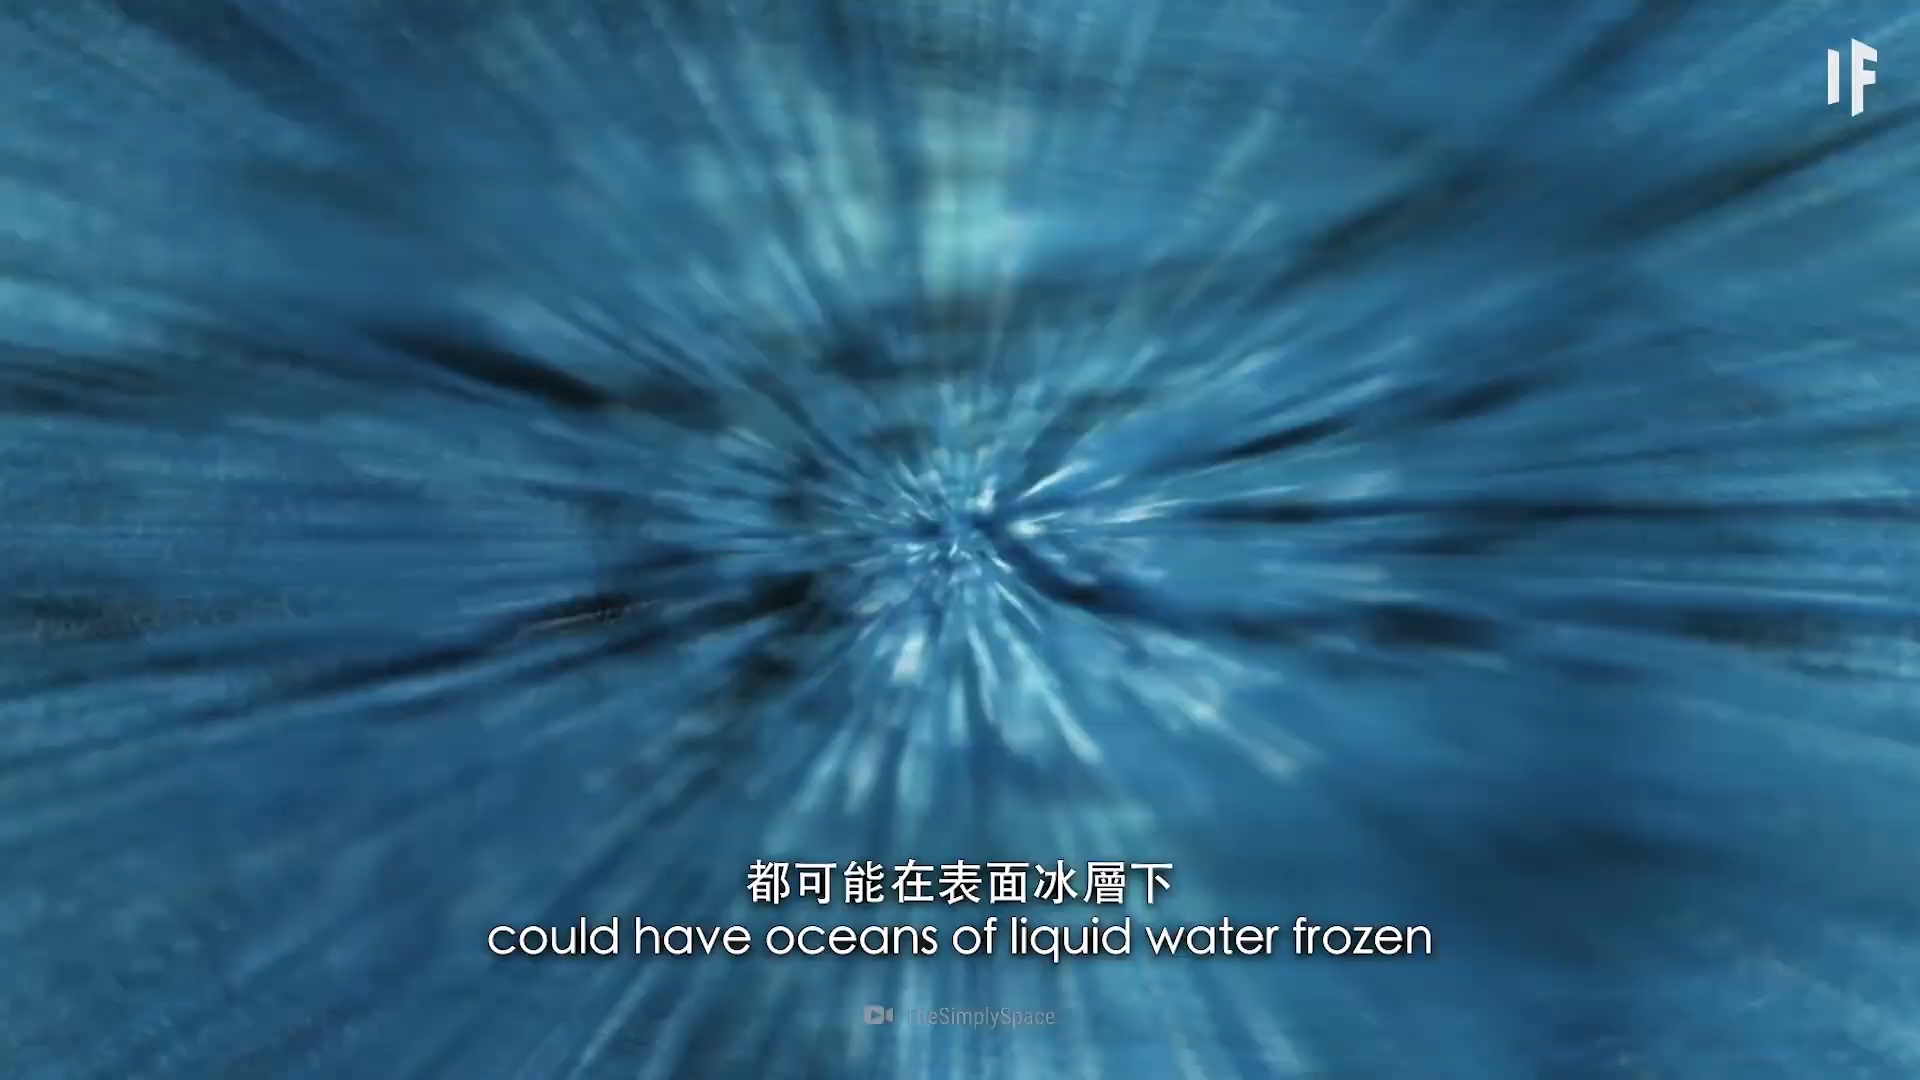 IF
都可能在表面冰層下
could have oceans of liquid water frozen
TheSimplySpace